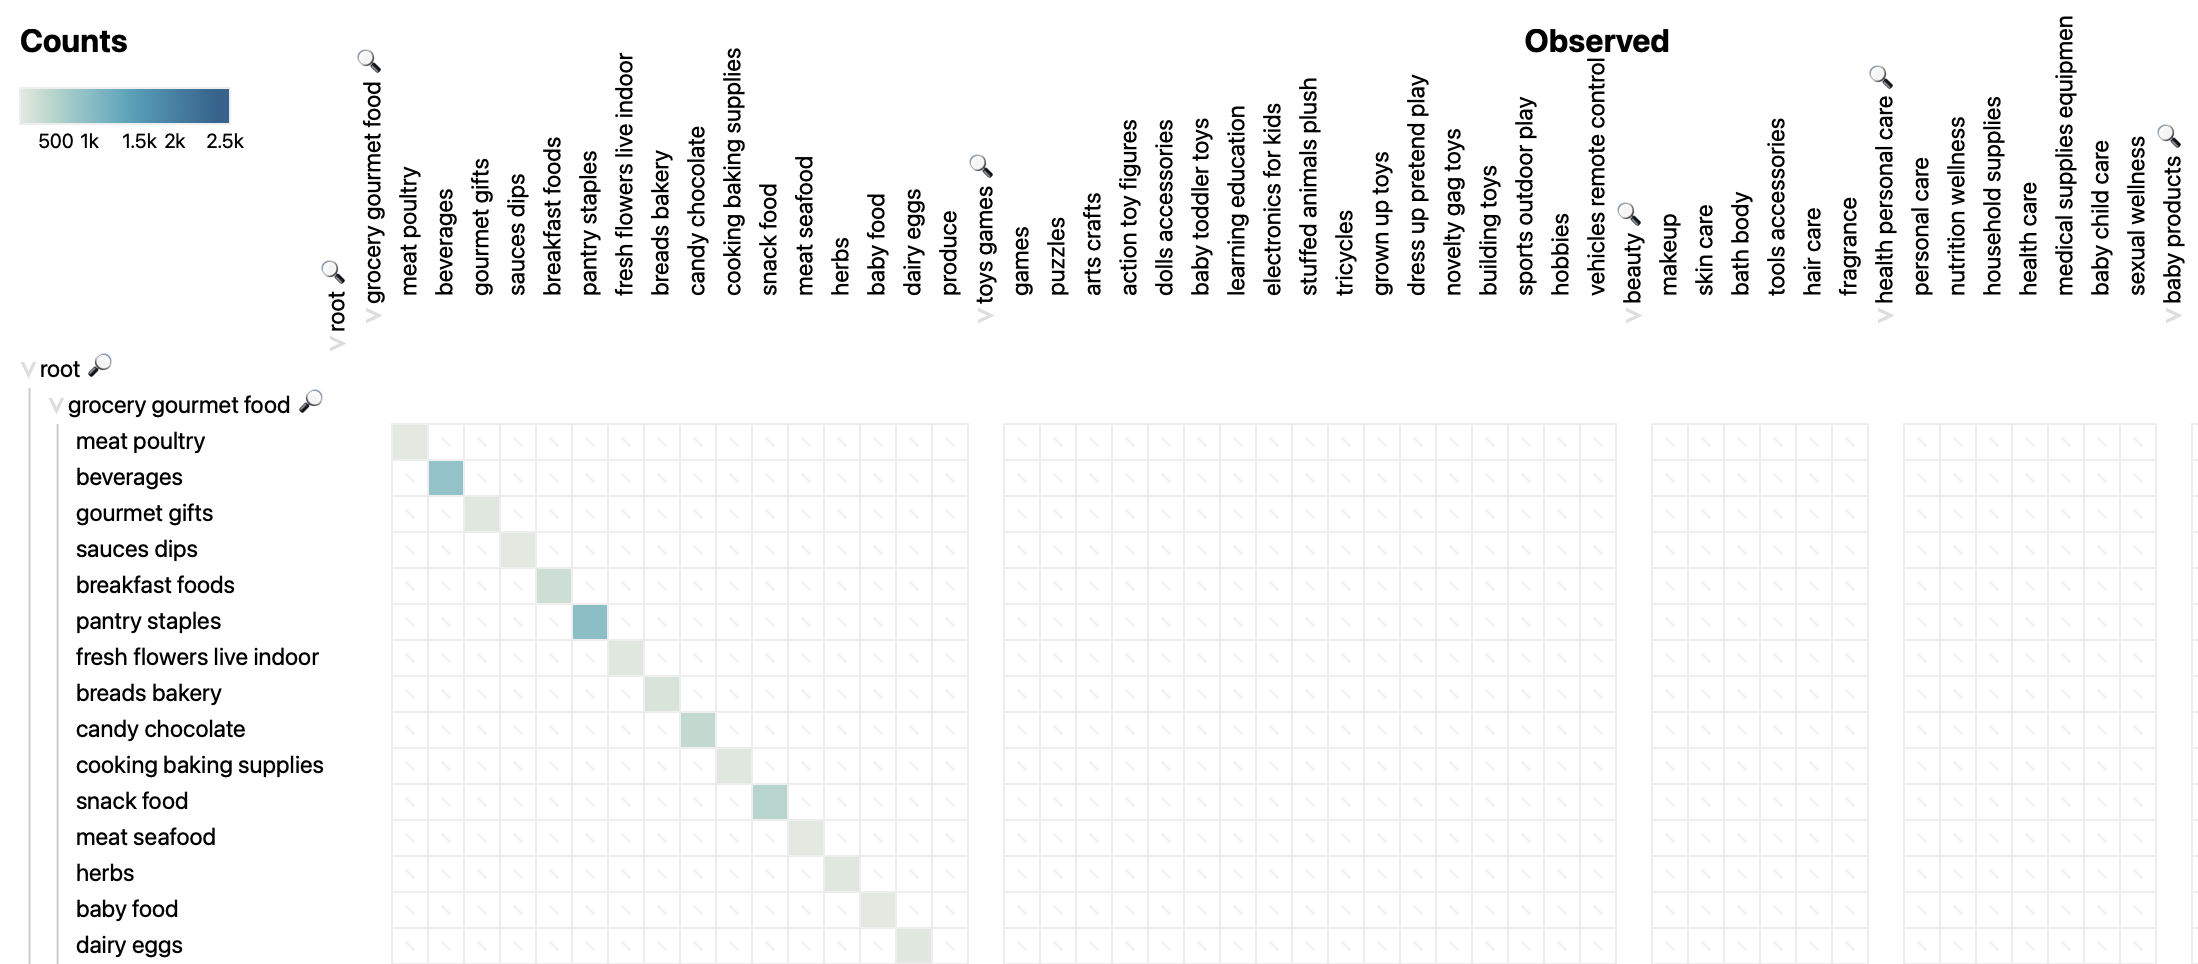 Counts
500 1k 1.5k 2k 2.5k
Observed
root
grocery gourmet food
meat poultry
beverages
gourmet gifts
sauces dips
breakfast foods
pantry staples
fresh flowers live indoor
breads bakery
candy chocolate
cooking baking supplies
snack food
meat seafood
herbs
baby food
dairy eggs
produce
toys games
games
puzzles
arts crafts
action toy figures
dolls accessories
baby toddler toys
learning education
electronics for kids
stuffed animals plush
tricycles
grown up toys
dress up pretend play
novelty gag toys
building toys
sports outdoor play
hobbies
vehicles remote control
beauty
makeup
skin care
bath body
tools accessories
hair care
fragrance
health personal care
personal care
nutrition wellness
household supplies
health care
medical supplies equipmen
baby child care
sexual wellness
baby products
root
grocery gourmet food
meat poultry
beverages
gourmet gifts
sauces dips
breakfast foods
pantry staples
fresh flowers live indoor
breads bakery
candy chocolate
cooking baking supplies
snack food
meat seafood
herbs
baby food
dairy eggs